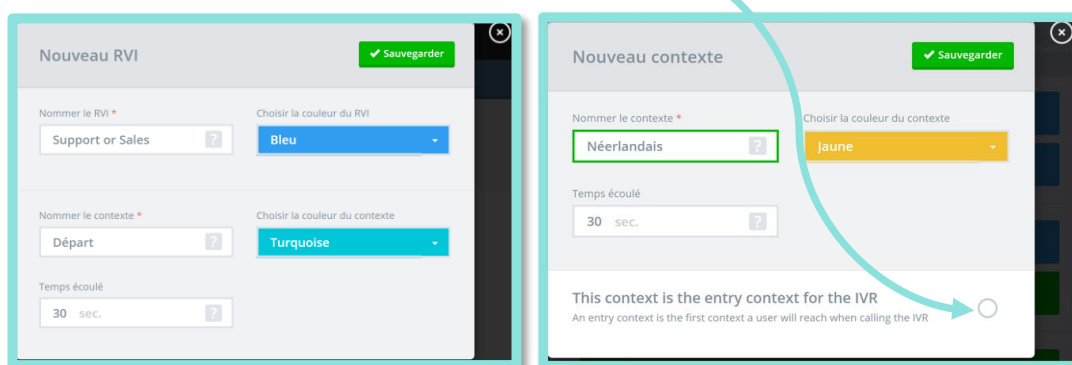 Nouveau RVI
Sauvegarder
Nommer le RVI *
Choisir la couleur du RVI
Support or Sales
?
Bleu
Nommer le contexte *
Choisir la couleur du contexte
Départ
?
Turquoise
Temps écoulé
30 sec.
?
Nouveau contexte
Sauvegarder
Nommer le contexte *
Choisir la couleur du contexte
Néerlandais
?
Jaune
Temps écoulé
30 sec.
?
This context is the entry context for the IVR
An entry context is the first context a user will reach when calling the IVR